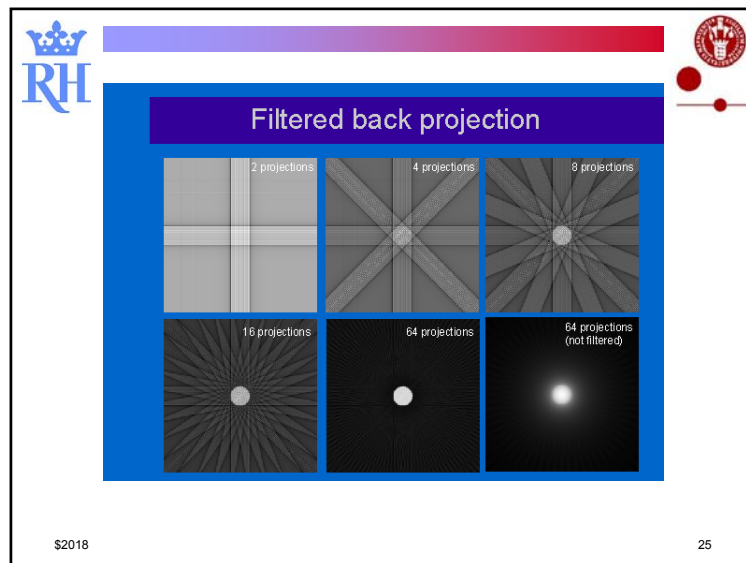 RH
Filtered back projection
2 projections
4 projections
8 projections
16 projections
64 projections
64 projections
(not filtered)
$2018
25